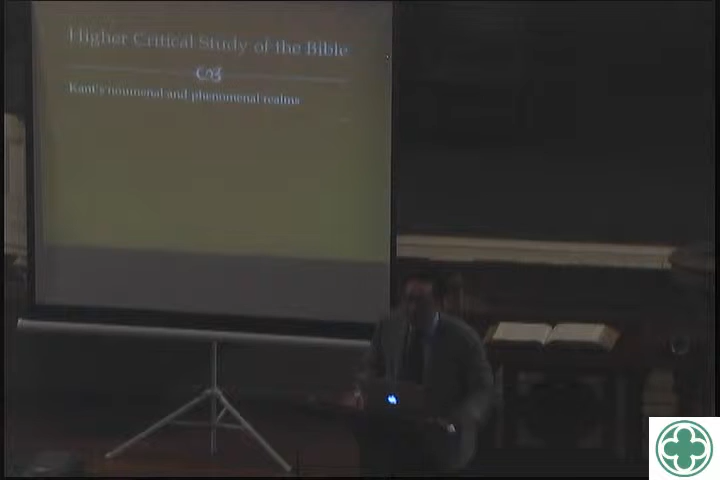 Higher Critical Study of the Bible
Kant's noumenal and phenomenal realms